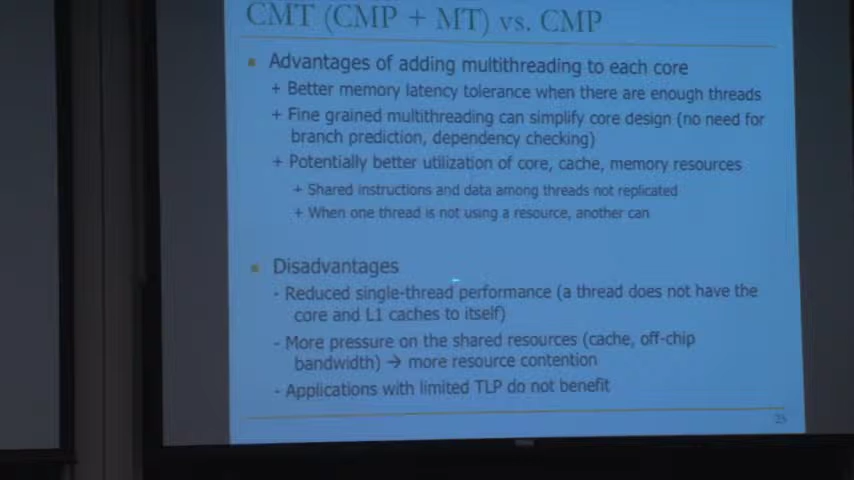 CMT (CMP + MT) vs. CMP
Advantages of adding multithreading to each core
+ Better memory latency tolerance when there are enough threads
+ Fine grained multithreading can simplify core design (no need for
branch prediction, dependency checking)
+ Potentially better utilization of core, cache, memory resources
+ Shared instructions and data among threads not replicated
+ When one thread is not using a resource, another can
Disadvantages
- Reduced single-thread performance (a thread does not have the
core and L1 caches to itself)
- More pressure on the shared resources (cache, off-chip
bandwidth) → more resource contention
- Applications with limited TLP do not benefit